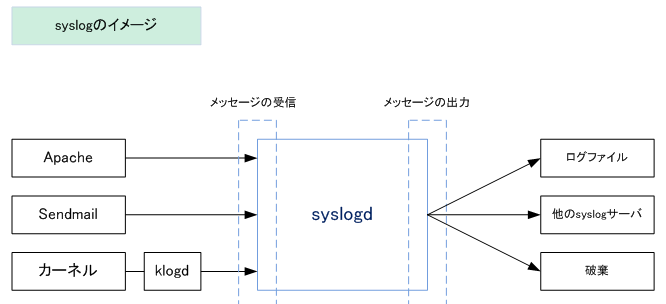 syslogのイメージ
メッセージの受信
メッセージの出力
Apache
Sendmail
カーネル
klogd
syslogd
ログファイル
他のsyslogサーバ
破棄